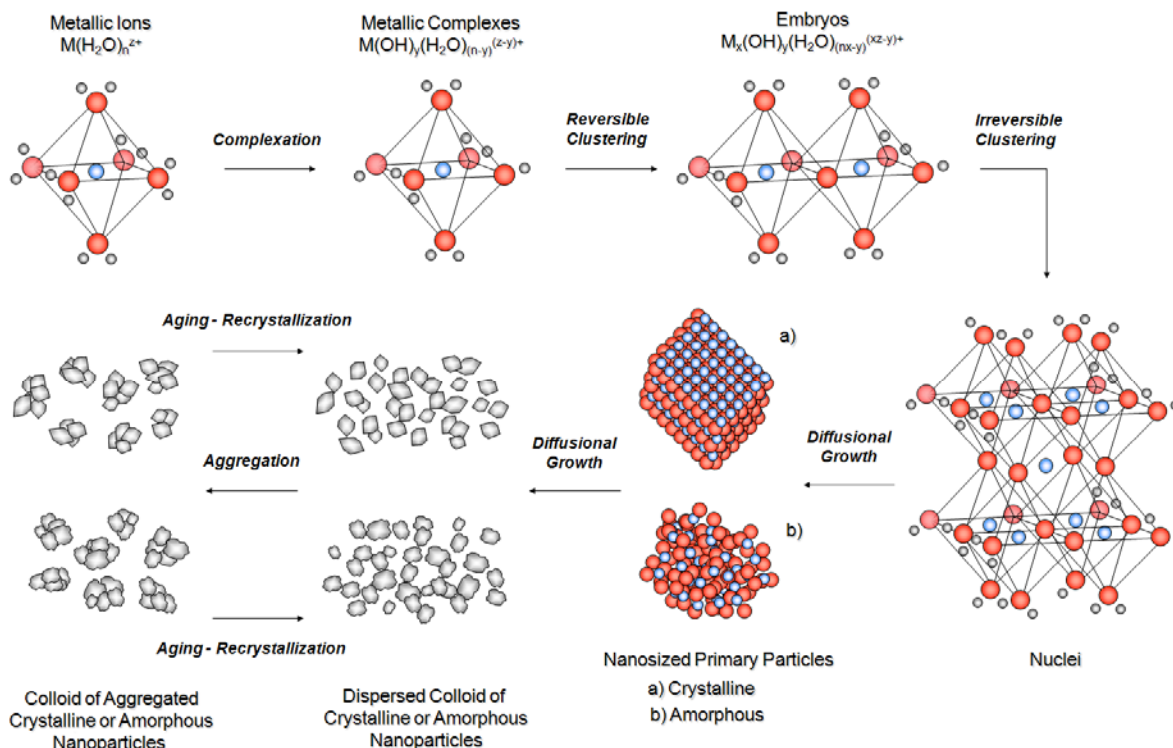 Metallic Ions
M(H₂O)ₙᶻ⁺
Metallic Complexes
M(OH)ᵧ(H₂O)₍ₙ₋ᵧ₎⁽ᶻ⁻ʸ⁾⁺
Embryos
Mₓ(OH)ᵧ(H₂O)₍ₙₓ₋ᵧ₎⁽ˣᶻ⁻ʸ⁾⁺
Complexation
Reversible
Clustering
Irreversible
Clustering
Aging - Recrystallization
a)
Diffusional
Growth
Aggregation
Diffusional
Growth
b)
Aging - Recrystallization
Nanosized Primary Particles
a) Crystalline
b) Amorphous
Nuclei
Colloid of Aggregated
Crystalline or Amorphous
Nanoparticles
Dispersed Colloid of
Crystalline or Amorphous
Nanoparticles